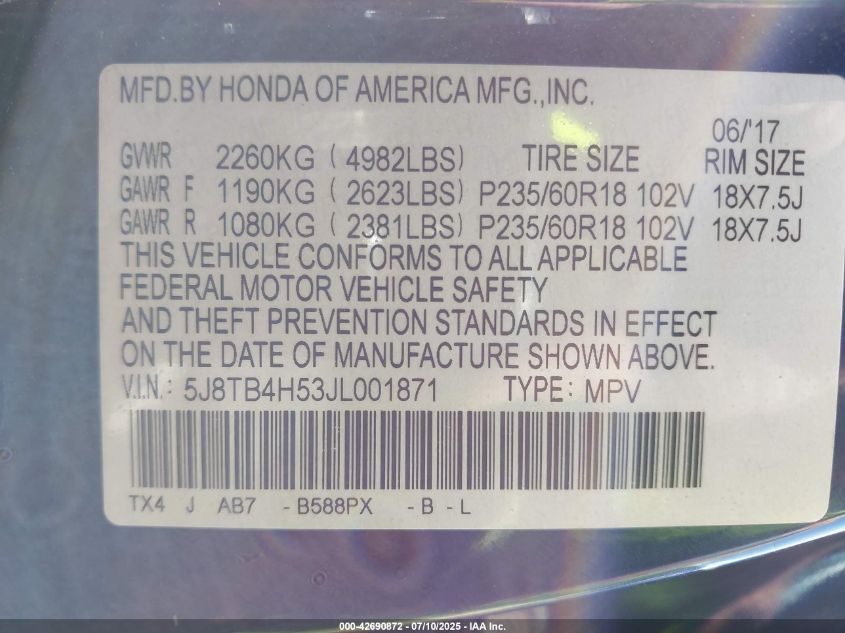 MFD.BY HONDA OF AMERICA MFG.,INC.
06/'17
GVWR 2260KG ( 4982LBS) TIRE SIZE RIM SIZE
GAWR F 1190KG ( 2623LBS) P235/60R18 102V 18X7.5J
GAWR R 1080KG ( 2381LBS) P235/60R18 102V 18X7.5J
THIS VEHICLE CONFORMS TO ALL APPLICABLE
FEDERAL MOTOR VEHICLE SAFETY
AND THEFT PREVENTION STANDARDS IN EFFECT
ON THE DATE OF MANUFACTURE SHOWN ABOVE.
V.I.N.: 5J8TB4H53JL001871 TYPE: MPV
TX4 J AB7 - B588PX - B - L
000-42690872 - 07/10/2025 - IAA Inc.